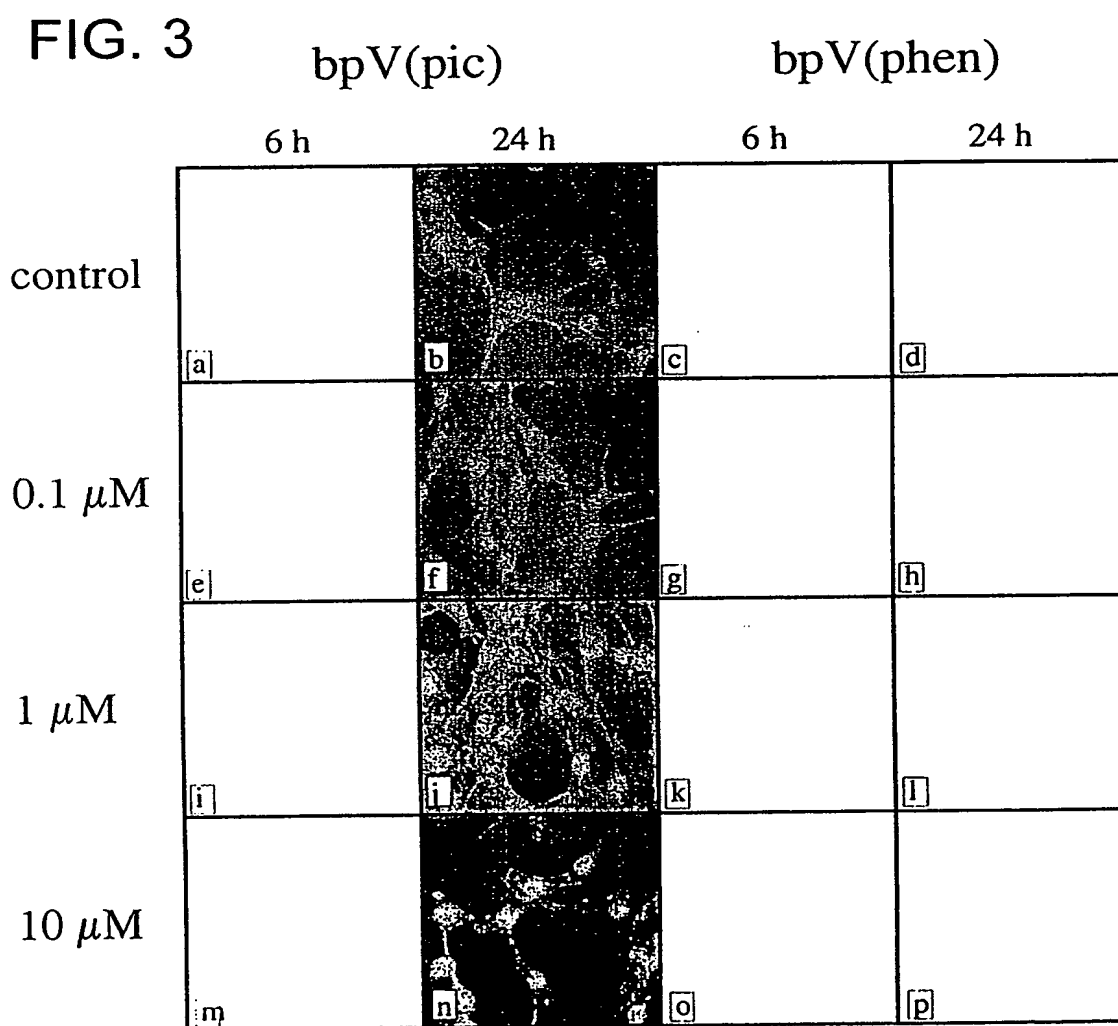 FIG. 3
bpV(pic) bpV(phen)
6 h 24 h 6 h 24 h
control
a b c d
0.1 μM
e f g h
1 μM
i j k l
10 μM
m n o p